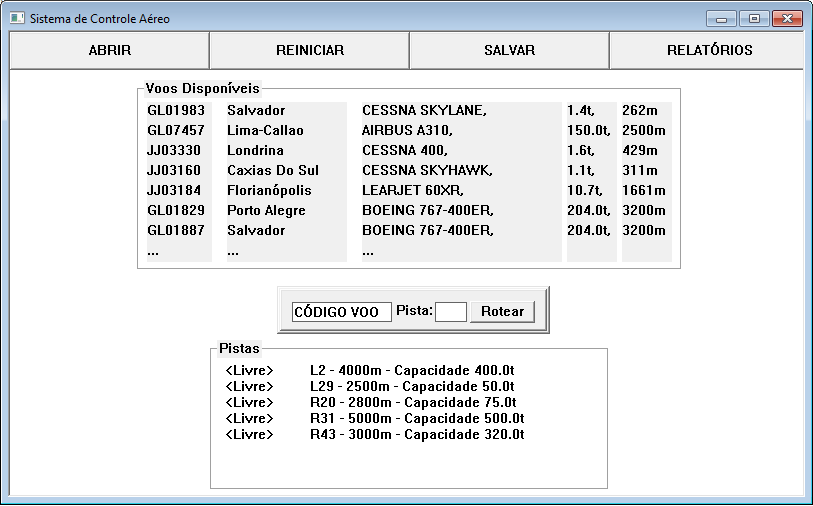 Sistema de Controle Aéreo
ABRIR REINICIAR SALVAR RELATÓRIOS
Voos Disponíveis
GL01983 Salvador CESSNA SKYLANE, 1.4t, 262m
GL07457 Lima-Callao AIRBUS A310, 150.0t, 2500m
JJ03330 Londrina CESSNA 400, 1.6t, 429m
JJ03160 Caxias Do Sul CESSNA SKYHAWK, 1.1t, 311m
JJ03184 Florianópolis LEARJET 60XR, 10.7t, 1661m
GL01829 Porto Alegre BOEING 767-400ER, 204.0t, 3200m
GL01887 Salvador BOEING 767-400ER, 204.0t, 3200m
... ... ...
CÓDIGO VOO Pista: Rotear
Pistas
<Livre> L2 - 4000m - Capacidade 400.0t
<Livre> L29 - 2500m - Capacidade 50.0t
<Livre> R20 - 2800m - Capacidade 75.0t
<Livre> R31 - 5000m - Capacidade 500.0t
<Livre> R43 - 3000m - Capacidade 320.0t